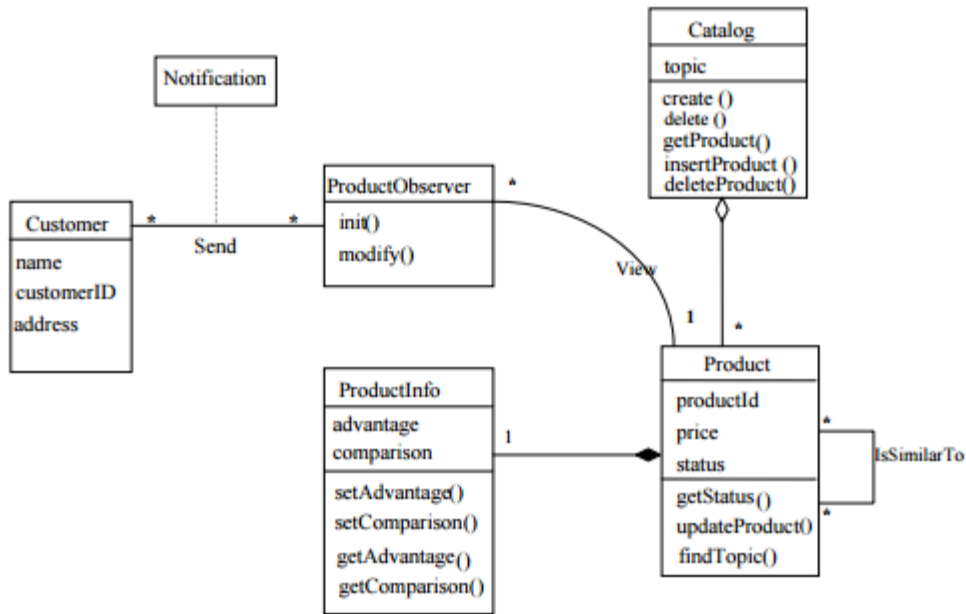 Catalog
topic
create ()
delete ()
getProduct()
insertProduct ()
deleteProduct()
Notification
ProductObserver
init()
modify()
*
Customer
name
customerID
address
*
*
Send
View
1
*
Product
productId
price
status
getStatus()
updateProduct()
findTopic()
*
IsSimilarTo
*
ProductInfo
advantage
comparison
setAdvantage()
setComparison()
getAdvantage()
getComparison()
1